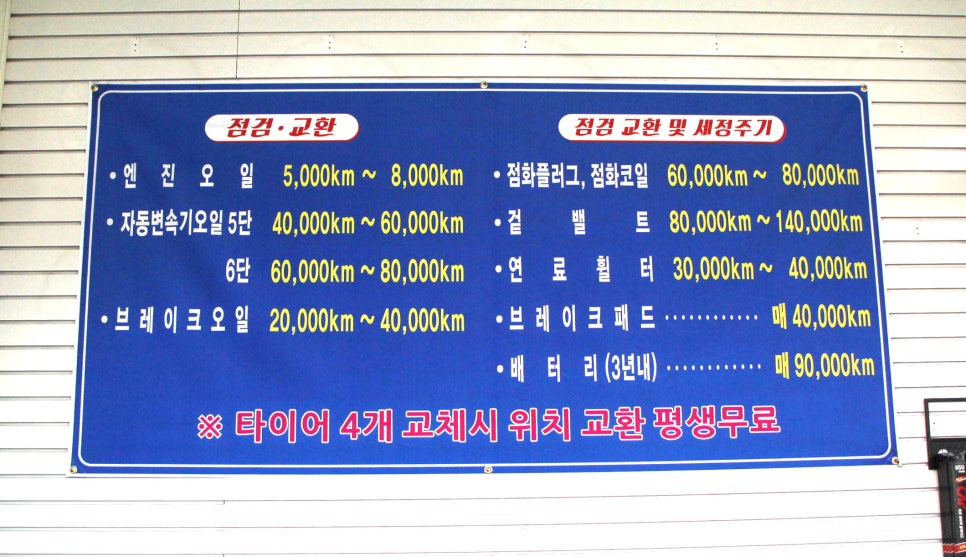 점검·교환
• 엔 진 오 일 5,000km ~ 8,000km
• 자동변속기오일 5단 40,000km ~ 60,000km
6단 60,000km ~ 80,000km
• 브 레 이 크 오 일 20,000km ~ 40,000km
점검 교환 및 세정주기
• 점화플러그, 점화코일 60,000km ~ 80,000km
• 겉 밸 트 80,000km ~ 140,000km
• 연 료 휠 터 30,000km ~ 40,000km
• 브 레 이 크 패 드 ············ 매 40,000km
• 배 터 리 (3년내) ············ 매 90,000km
※ 타이어 4개 교체시 위치 교환 평생무료